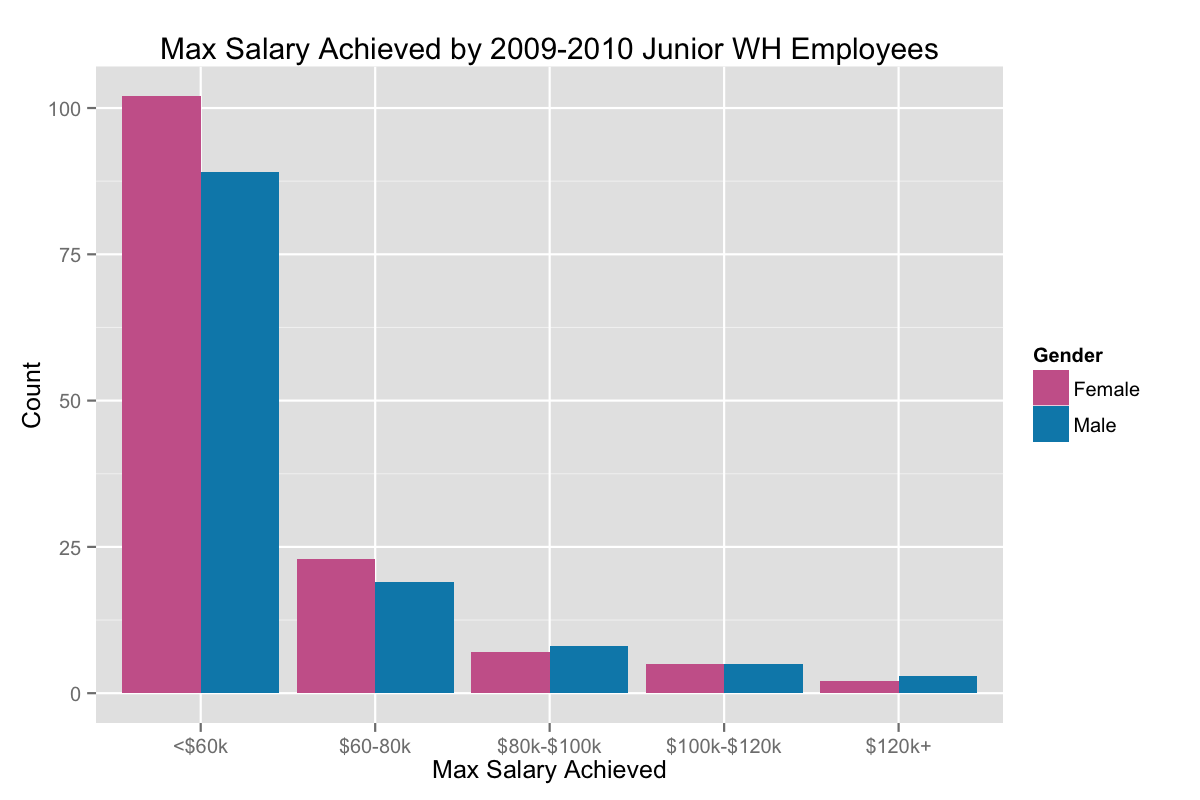 Max Salary Achieved by 2009-2010 Junior WH Employees
100
75
50
25
0
Count
<$60k
$60-80k
$80k-$100k
$100k-$120k
$120k+
Max Salary Achieved
Gender
Female
Male